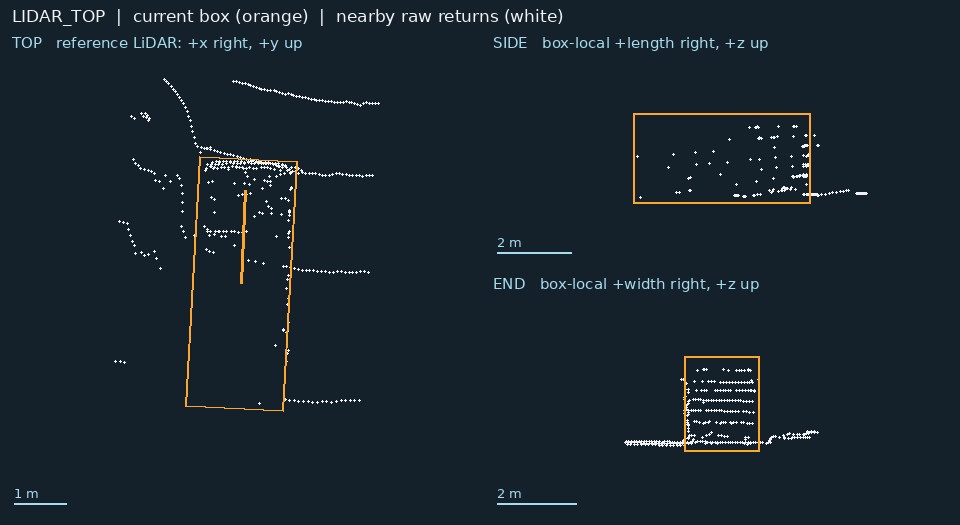 LIDAR_TOP  |  current box (orange)  |  nearby raw returns (white)
TOP   reference LiDAR: +x right, +y up
SIDE   box-local +length right, +z up
2 m
END   box-local +width right, +z up
1 m
2 m